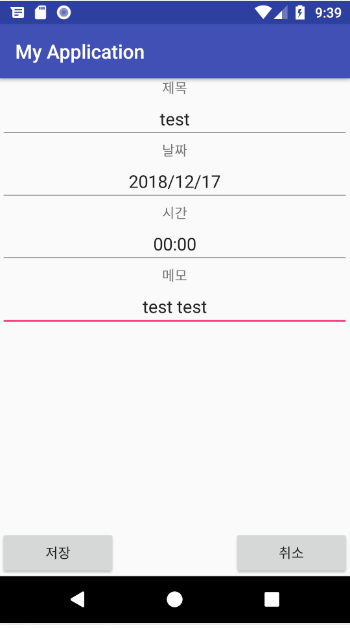 9:39
My Application
제목
test
날짜
2018/12/17
시간
00:00
메모
test test
저장 취소